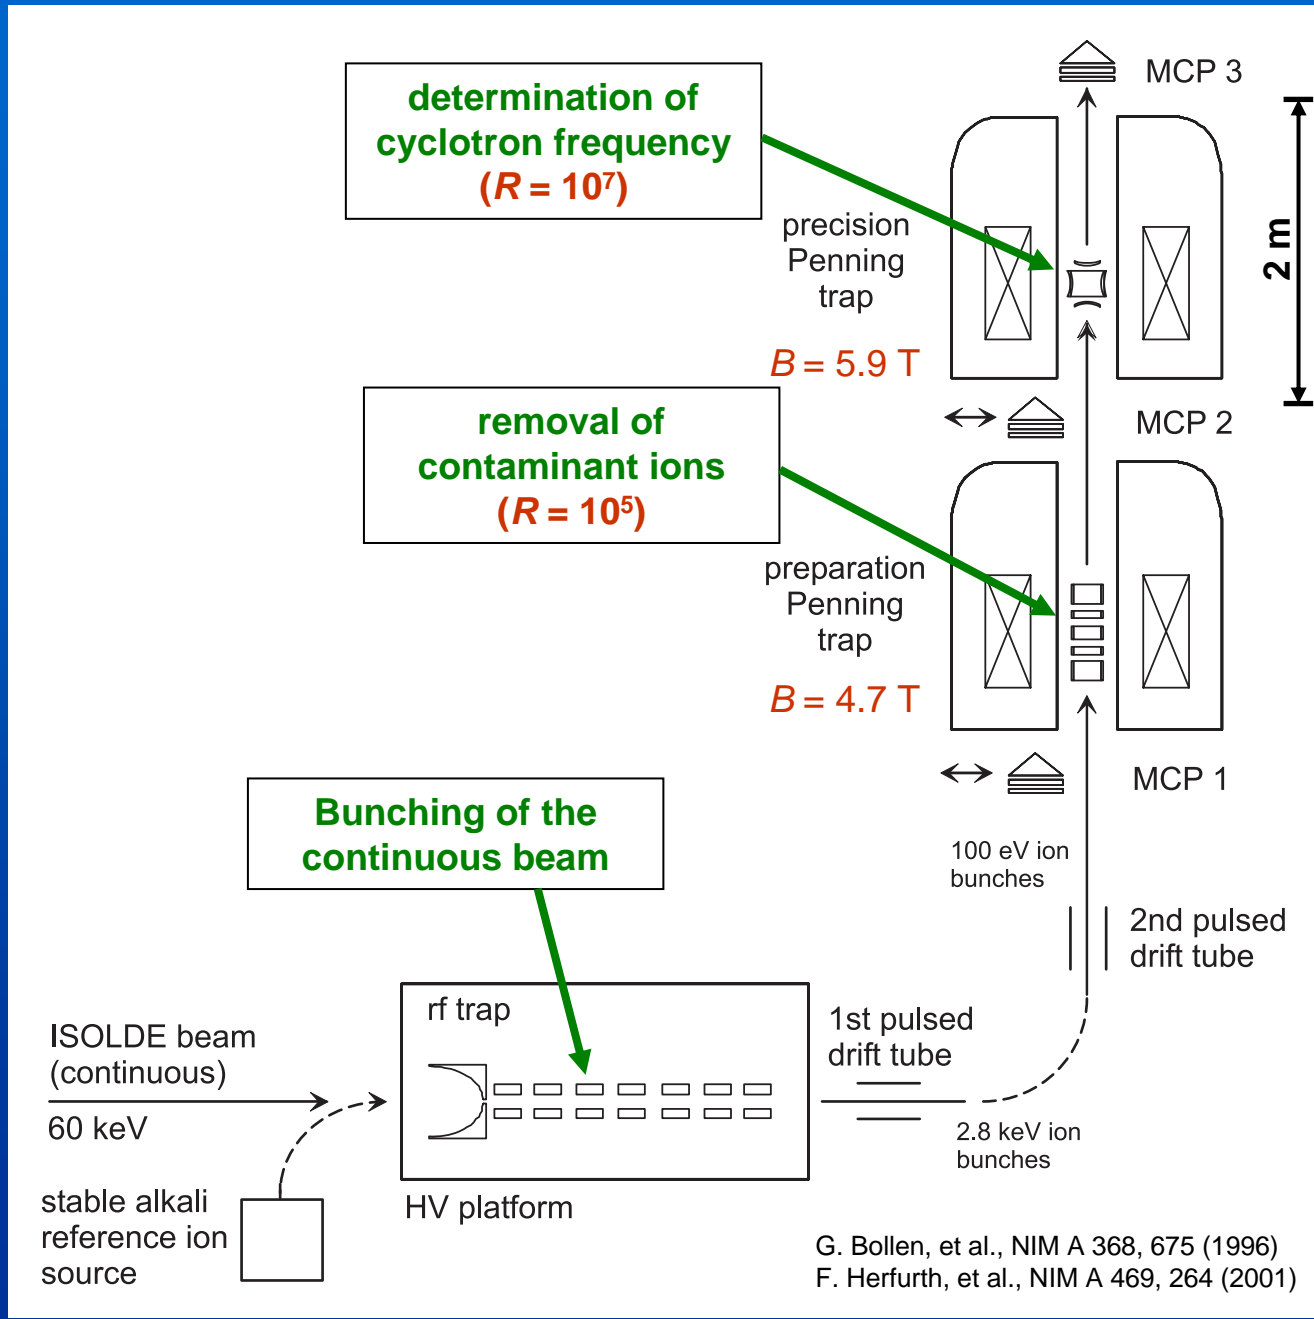 MCP 3
determination of
cyclotron frequency
(R = 10⁷)
precision
Penning
trap
2 m
B = 5.9 T
removal of
contaminant ions
(R = 10⁵)
MCP 2
preparation
Penning
trap
B = 4.7 T
MCP 1
Bunching of the
continuous beam
100 eV ion
bunches
2nd pulsed
drift tube
rf trap
1st pulsed
drift tube
ISOLDE beam
(continuous)
60 keV
2.8 keV ion
bunches
HV platform
stable alkali
reference ion
source
G. Bollen, et al., NIM A 368, 675 (1996)
F. Herfurth, et al., NIM A 469, 264 (2001)